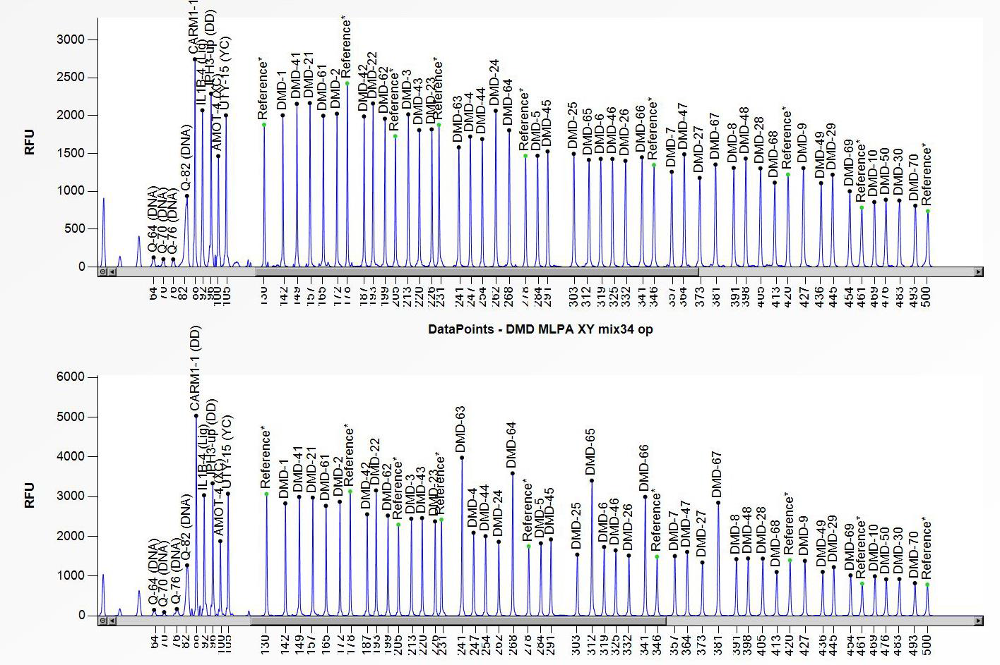 3000
2500
2000
1500
1000
500
0
RFU
Q-64 (DNA)
Q-70 (DNA)
Q-76 (DNA)
Q-82 (DNA)
CARM1-1
IL1B-4 (Lig)
JPH3-up (DD)
AMOT-4 (XC)
UTY-15 (YC)
Reference*
DMD-1
DMD-41
DMD-21
DMD-61
DMD-2
Reference*
DMD-42
DMD-22
DMD-62
Reference*
DMD-3
DMD-43
DMD-23
Reference*
DMD-63
DMD-4
DMD-44
DMD-24
DMD-64
Reference*
DMD-5
DMD-45
DMD-25
DMD-65
DMD-6
DMD-46
DMD-26
DMD-66
Reference*
DMD-7
DMD-47
DMD-27
DMD-67
DMD-8
DMD-48
DMD-28
DMD-68
Reference*
DMD-9
DMD-49
DMD-29
DMD-69
Reference*
DMD-10
DMD-50
DMD-30
DMD-70
Reference*
64 70 76 82 88 92 96 100 105 130 142 149 157 165 172 178 187 193 199 205 213 220 226 231 241 247 254 262 268 278 284 291 303 312 319 325 332 341 346 357 364 373 381 391 398 405 413 420 427 436 445 454 461 469 476 483 493 500
DataPoints - DMD MLPA XY mix34 op
6000
5000
4000
3000
2000
1000
0
RFU
Q-64 (DNA)
Q-70 (DNA)
Q-76 (DNA)
Q-82 (DNA)
CARM1-1 (DD)
IL1B-4 (Lig)
JPH3-up (DD)
AMOT-4 (XC)
UTY-15 (YC)
Reference*
DMD-1
DMD-41
DMD-21
DMD-61
DMD-2
Reference*
DMD-42
DMD-22
DMD-62
Reference*
DMD-3
DMD-43
DMD-23
Reference*
DMD-63
DMD-4
DMD-44
DMD-24
DMD-64
Reference*
DMD-5
DMD-45
DMD-25
DMD-65
DMD-6
DMD-46
DMD-26
DMD-66
Reference*
DMD-7
DMD-47
DMD-27
DMD-67
DMD-8
DMD-48
DMD-28
DMD-68
Reference*
DMD-9
DMD-49
DMD-29
DMD-69
Reference*
DMD-10
DMD-50
DMD-30
DMD-70
Reference*
64 70 76 82 88 92 96 100 105 130 142 149 157 165 172 178 187 193 199 205 213 220 226 231 241 247 254 262 268 278 284 291 303 312 319 325 332 341 346 357 364 373 381 391 398 405 413 420 427 436 445 454 461 469 476 483 493 500